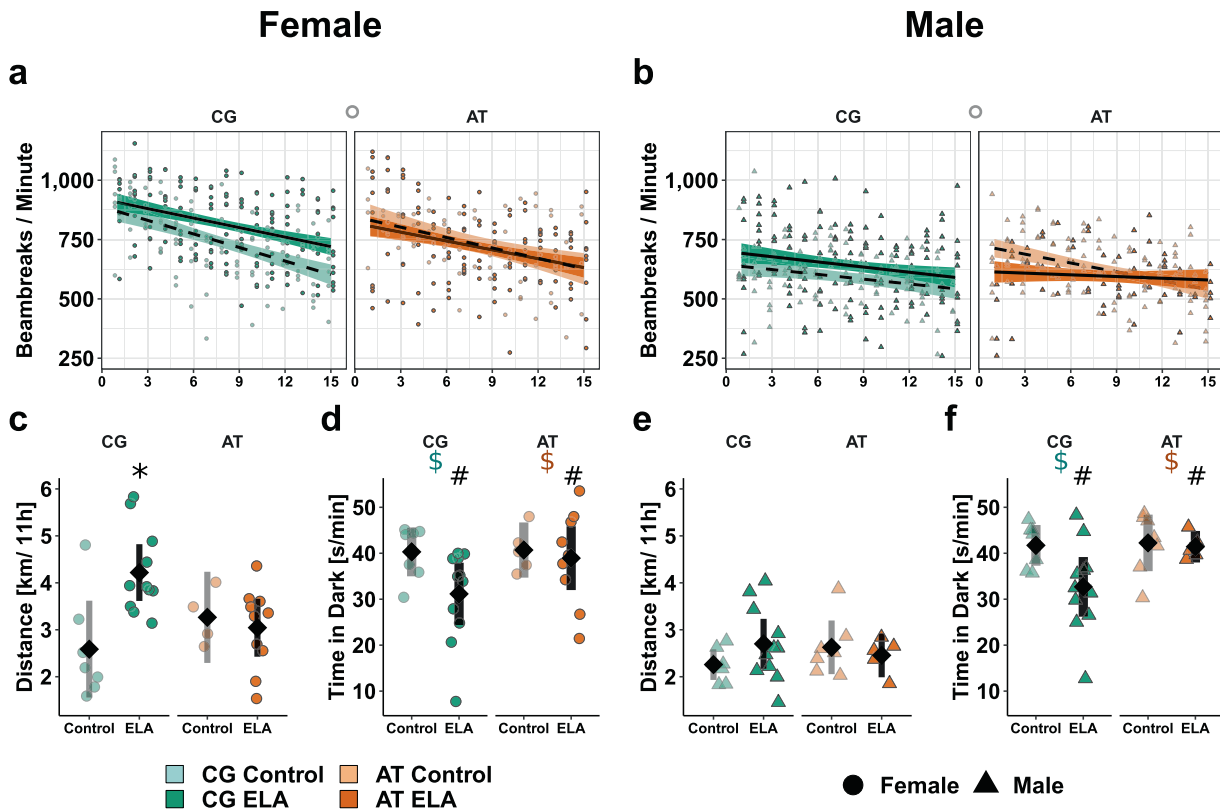 Female
Male
a
b
CG
AT
CG
AT
Beambreaks / Minute
1,000
750
500
250
0
3
6
9
12
15
0
3
6
9
12
15
Beambreaks / Minute
1,000
750
500
250
0
3
6
9
12
15
0
3
6
9
12
15
c
d
e
f
CG
AT
*
Distance [km/ 11h]
6
5
4
3
2
Control
ELA
Control
ELA
CG
AT
$
#
$
#
Time in Dark [s/min]
50
40
30
20
10
Control
ELA
Control
ELA
CG
AT
Distance [km/ 11h]
6
5
4
3
2
Control
ELA
Control
ELA
CG
AT
$
#
$
#
Time in Dark [s/min]
50
40
30
20
10
Control
ELA
Control
ELA
CG Control
AT Control
CG ELA
AT ELA
Female
Male